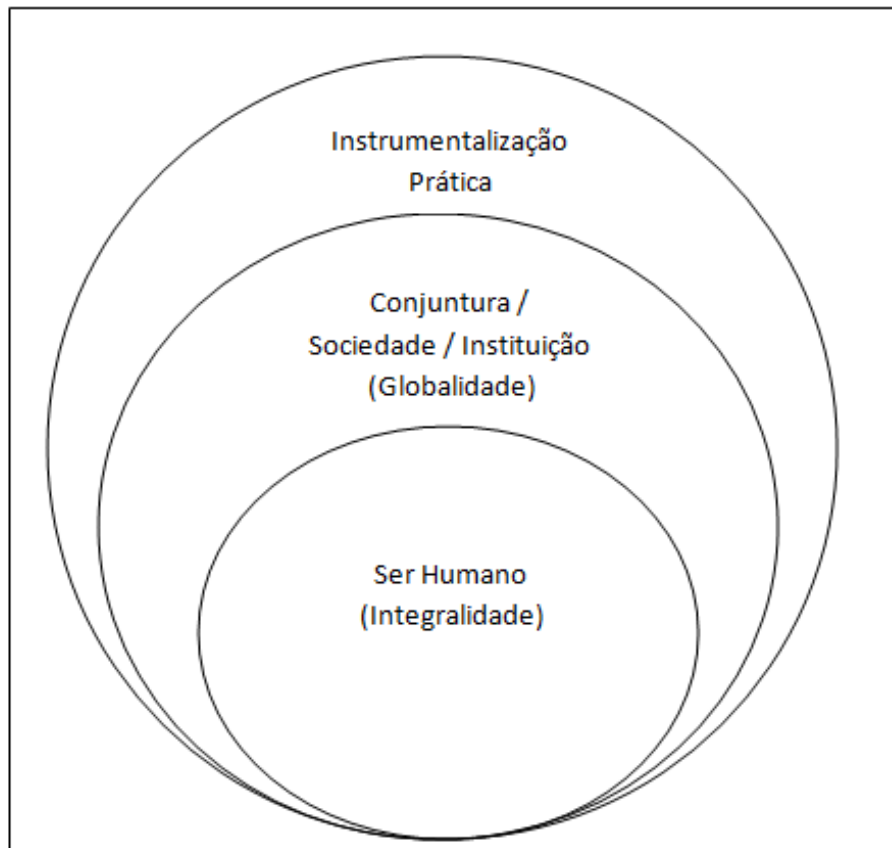 Instrumentalização
Prática
Conjuntura /
Sociedade / Instituição
(Globalidade)
Ser Humano
(Integralidade)